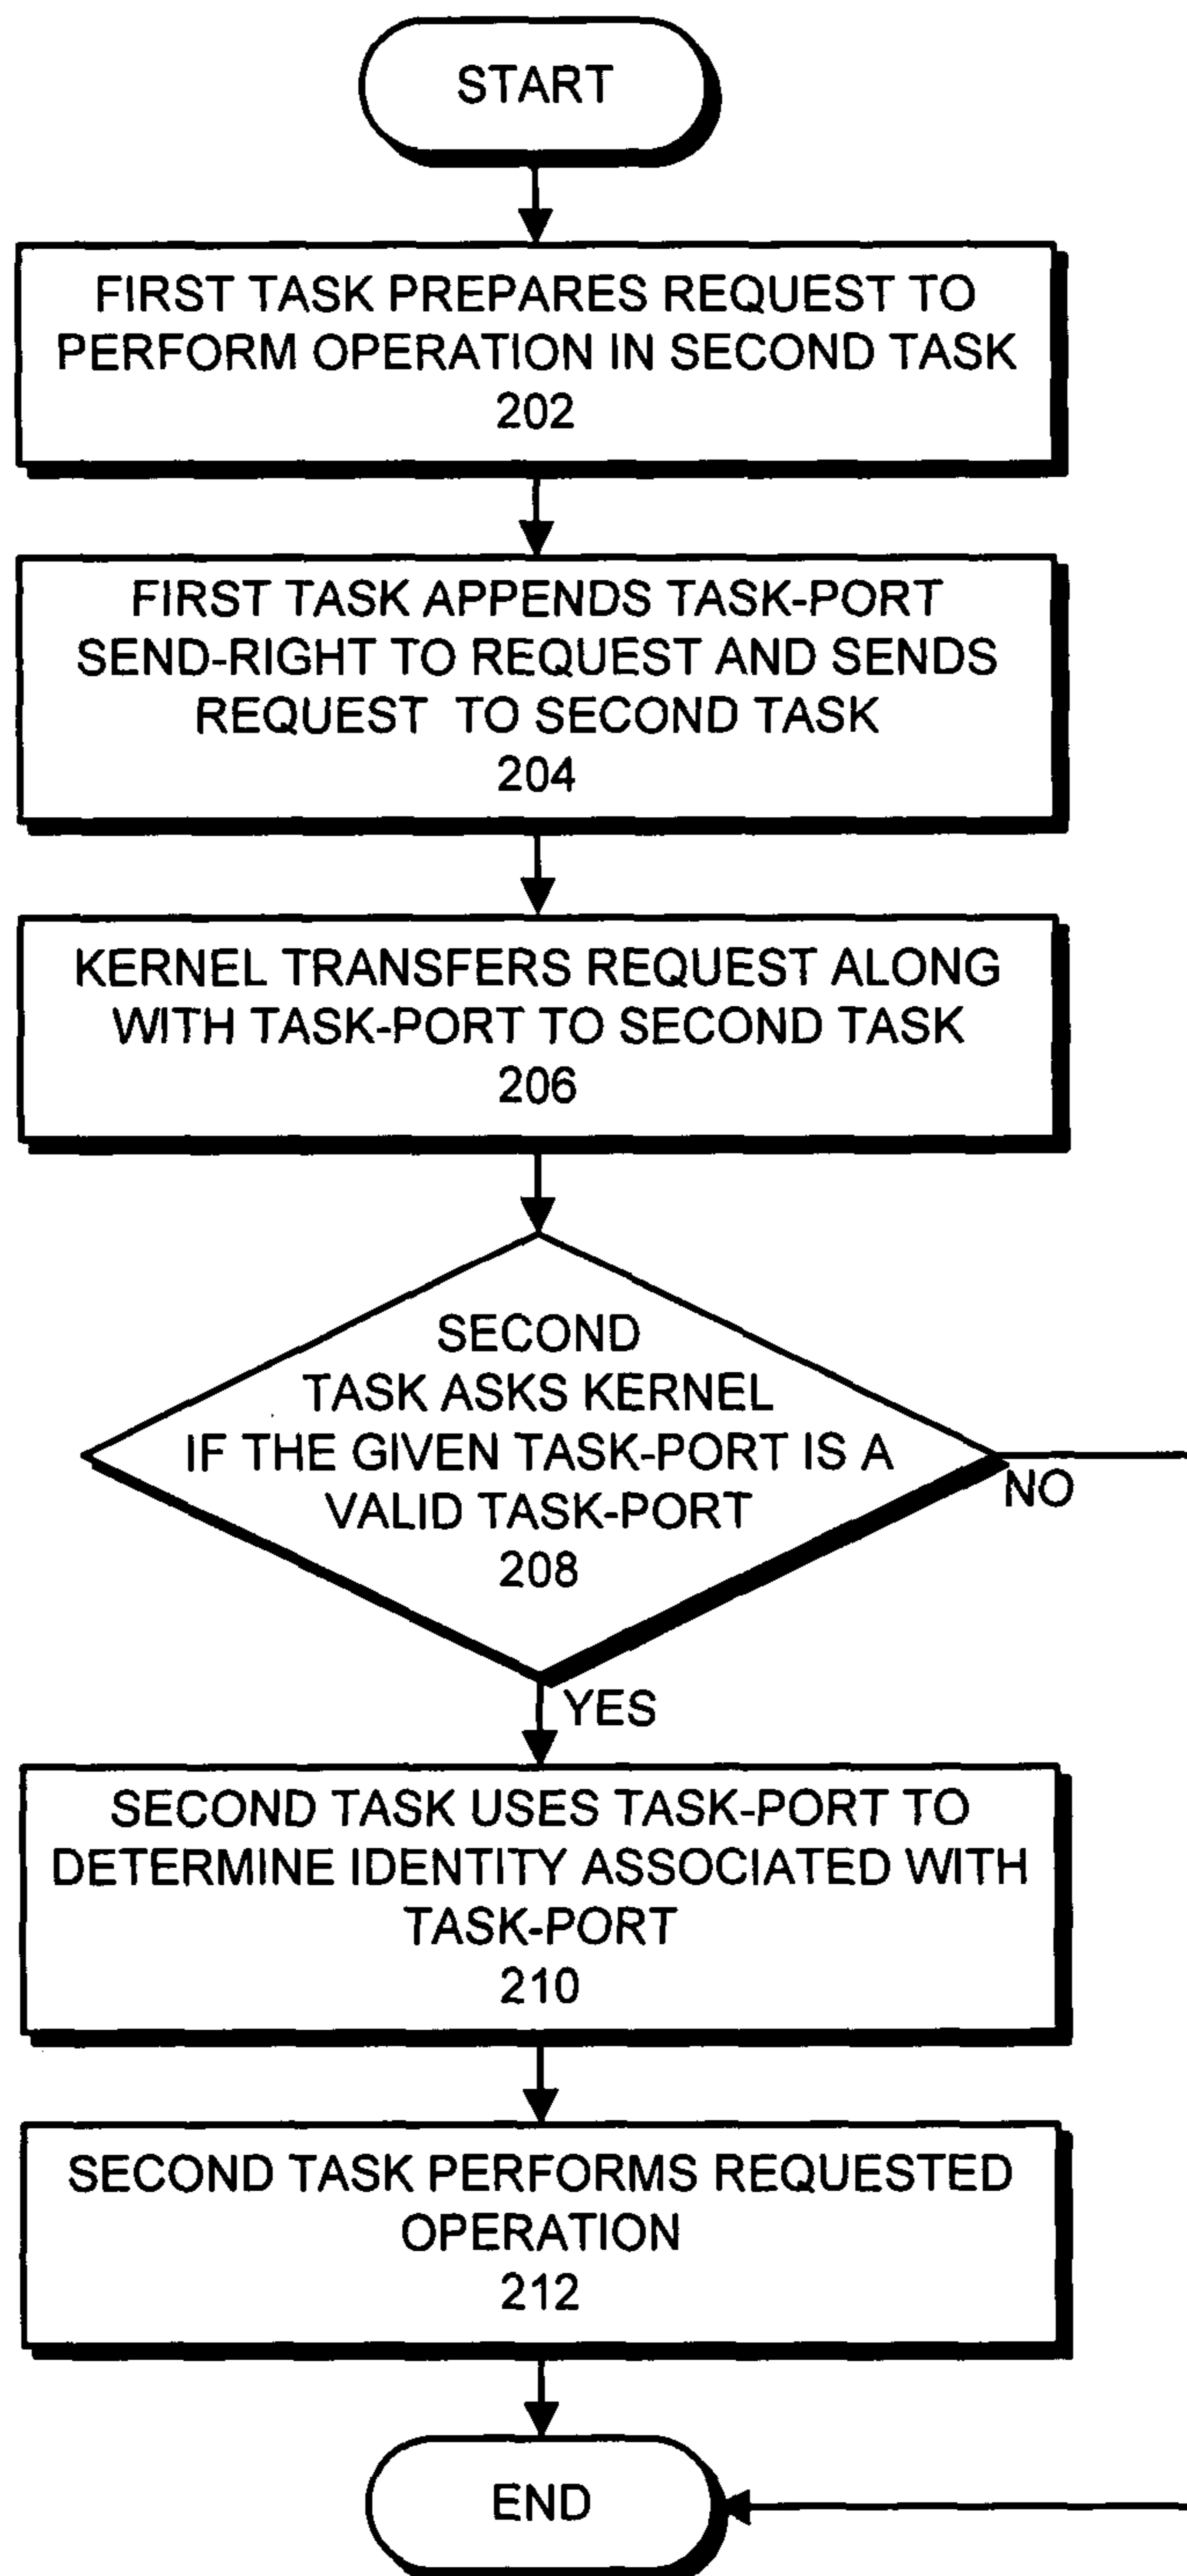 START
FIRST TASK PREPARES REQUEST TO
PERFORM OPERATION IN SECOND TASK
202
FIRST TASK APPENDS TASK-PORT
SEND-RIGHT TO REQUEST AND SENDS
REQUEST TO SECOND TASK
204
KERNEL TRANSFERS REQUEST ALONG
WITH TASK-PORT TO SECOND TASK
206
SECOND
TASK ASKS KERNEL
IF THE GIVEN TASK-PORT IS A
VALID TASK-PORT
208
NO
YES
SECOND TASK USES TASK-PORT TO
DETERMINE IDENTITY ASSOCIATED WITH
TASK-PORT
210
SECOND TASK PERFORMS REQUESTED
OPERATION
212
END